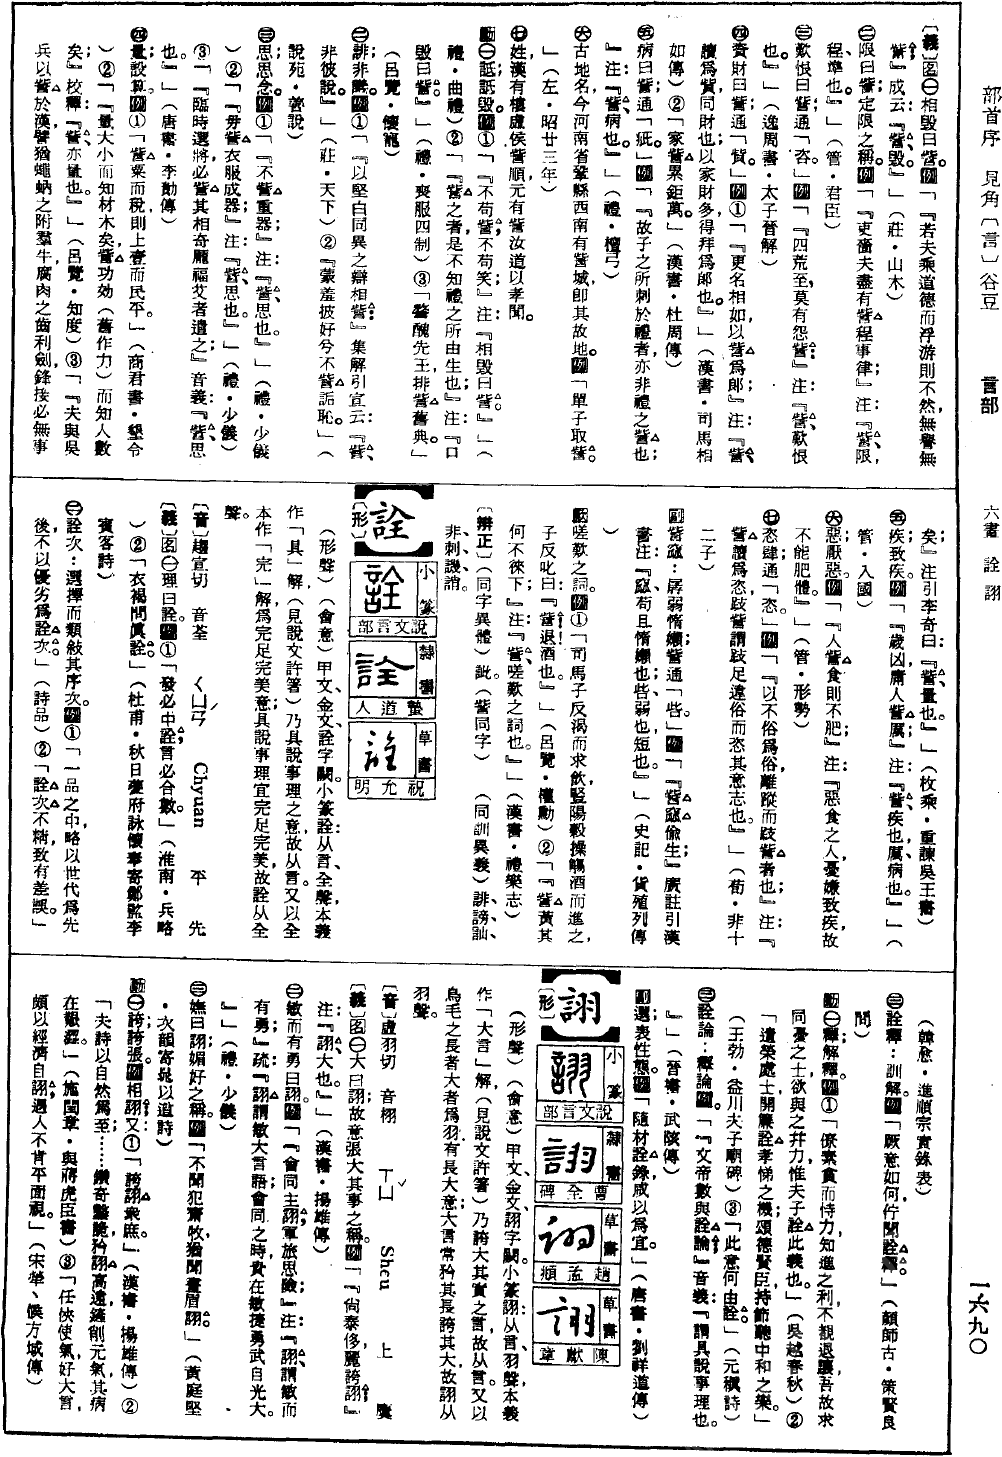 部首序 見角〔言〕谷豆 言部 六畫 詮 詡 一六九〇
〔義〕名㊀相毀曰訾。例「『若夫乘道德而浮游則不然，無譽無
訾』成云：『訾，毀。』」（莊・山木）
㊁限曰訾；定限之稱。例「『吏嗇夫盡有訾程事律』注：『訾，限；
程，準也。』」（管・君臣）
㊂歎恨曰訾；通「咨」。例「『四荒至，莫有怨訾』注：『訾，歎恨
也。』」（逸周書・太子晉解）
㊃資財曰訾；通「貲」。例①「『更名相如，以訾為郎』注：『訾，
讀為貲，同；財也；以家財多得拜為郎也。』」（漢書・司馬相
如傳）②「家訾累鉅萬。」（漢書・杜周傳）
㊄病曰訾；通「疵」。例「『故子之所刺於禮者，亦非禮之訾也；
』注：『訾，病也。』」（禮・檀弓）
㊅古地名，今河南省鞏縣西南有訾城，即其故地。例「單子取訾。
」（左・昭廿三年）
㊆姓；漢有樓虛侯訾順，元有訾汝道以孝聞。
動㊀詆；詆毀。例①「『不苟訾，不苟笑』注：『相毀曰訾。』」（
禮・曲禮）②「『訾之者，是不知禮之所由生也；』注：『口
毀曰訾。』」（禮・喪服四制）③「醫醜先王，排訾舊典。」
（呂覽・懷寵）
㊁誹；非議。例①「『以堅白同異之辯相訾』集解引宣云：『訾，
非彼說。』」（莊・天下）②「蒙羞披好兮，不訾詬恥。」（
說苑・善說）
㊂思；思念。例①「『不訾重器』注：『訾，思也。』」（禮・少儀
）②「『毋訾衣服成器』注：『訾，思也。』」（禮・少儀）
③「『臨時選將，必訾其相奇龐福艾者遣之』音義：『訾，思
也。』」（唐書・李勣傳）
㊃量；設算。例①「訾粟而稅，則上壹而民平。」（商君書・墾令
）②「『量大小而知材木矣，訾功效（舊作力）而知人數
矣』校釋：『訾亦量也。』」（呂覽・知度）③「『夫與吳
兵以訾於漢，譬猶蠅蚋之附羣牛，腐肉之齒利劍，鋒接必無事
矣』注引李奇曰：『訾，量也。』」（枚乘・重諫吳王書）
㊄疾；致疾。例「『歲凶庸，人訾厲』注：『訾，疾也；厲，病也。』」（
管・入國）
㊅惡；厭惡。例「『人訾食則不肥』注：『惡食之人，憂嫌致疾，故
不能肥體。』」（管・形勢）
㊆恣；肆；通「恣」。例「『以不俗為俗，離蹤而跂訾者也』注：『
訾讀為恣；跂訾，謂跂足遠俗而恣其意志也。』」（荀・非十
二子）
副訾窳：孱弱惰嬾，訾通「呰」。例「『訾窳偷生』廣註引漢
書注：『窳，苟且惰嬾也；呰，弱也，短也。』」（史記・貨殖列傳
）
助嗟歎之詞。例①「司馬子反渴而求飲，豎陽穀操觴酒而進之，
子反叱曰：『訾，退！酒也。』」（呂覽・權勳）②「『訾黃其
何不徠下』注：『訾，嗟歎之詞也。』」（漢書・禮樂志）
〔辨正〕（同字異體）訿（訾同字）　（同訓異義）誹、謗、訕、
非、刺、譏、誚。
【詮】
〔形〕
小篆 說文言部
隸書 蟄道人
草書 祝允明
（形聲）（會意）甲文、金文詮字闕。小篆詮：从言、全聲，本義
作「具」解（見說文許箸），乃具說事理之意，故从言。又以全
本作「完」解，為完足完美意；具說事理宜完足完美，故詮从全
聲。
〔音〕趨宣切　音荃　ㄑㄩㄢˊ　Chyuan　平　先
〔義〕名㊀理曰詮。例①「發必中詮，言必合數。」（淮南・兵略
）②「衣褐問真詮。」（杜甫・秋日夔府詠懷奉寄鄭監李
賓客詩）
㊁詮次：選擇而類敍其序次。例①「一品之中，略以世代為先
後，不以優劣為詮次。」（詩品）②「詮次不精，致有差誤。」
（韓愈・進順宗實錄表）
㊂詮釋：訓解。例「厥意如何，佇聞詮釋。」（顏師古・策賢良
問）
動㊀釋；解釋。例①「僚寀貪而恃力，知進之利不覩退讓，吾故求
同憂之士，欲與之幷力，惟夫子詮此義也。」（吳越春秋）②
「遺榮處士，開簾詮孝悌之機；頌德賢臣，持節聽中和之樂。」
（王勃・益川夫子廟碑）③「此意何由詮。」（元稹詩）
㊁詮論：釋論。例「『文帝數與詮論』音義：『謂具說事理也。
』」（晉書・武陔傳）
副選表性態。例「隨材詮錄，咸以為宜。」（唐書・劉祥道傳）
【詡】
〔形〕
小篆 說文言部
隸書 曹全碑
草書 趙孟頫
草書 陳獻章
（形聲）（會意）甲文、金文詡字闕。小篆詡：从言、羽聲，本義
作「大言」解（見說文許箸），乃誇大其實之言，故从言。又以
鳥毛之長者大者為羽，有長大意；大言常矜其長誇其大，故詡从
羽聲。
〔音〕虛羽切　音栩　ㄒㄩˇ　Sheu　上　麌
〔義〕名㊀大曰詡；故意張大其事之稱。例「『尙泰侈，麗誇詡』
注：『詡，大也。』」（漢書・揚雄傳）
㊁敏而有勇曰詡。例「『會同主詡，軍旅思險』注：『詡，謂敏而
有勇』疏：『詡謂敏大言語，會同之時，貴在敏捷勇武自光大。
』」（禮・少儀）
㊂嫵曰詡；媚好之稱。例「不聞犯齋牧，猶聞畫眉詡。」（黃庭堅
・次韻寄晁以道詩）
動㊀誇；誇張。例相詡；又①「誇詡衆庶。」（漢書・揚雄傳）②
「夫詩以自然為至……鑽奇鑿詭，矜詡高遠，鎚削元氣，其病
在艱澀。」（施閏章・與蔣虎臣書）③「任俠使氣，好大言，
頗以經濟自詡，遇人不肯平面視。」（宋犖・侯方域傳）